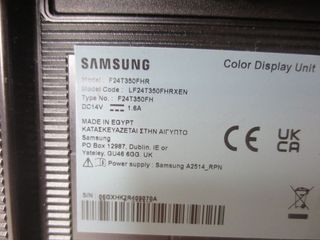 SAMSUNG
Color Display Unit
Model : F24T350FHR
Model Code : LF24T350FHRXEN
Type No. : F24T350FH
DC14V ⎓ 1.6A
MADE IN EGYPT
ΚΑΤΑΣΚΕΥΑΖΕΤΑΙ ΣΤΗΝ ΑΙΓΥΠΤΟ
Samsung
PO Box 12987, Dublin. IE or
Yateley, GU46 6GG. UK
CE
UK
CA
Power supply : Samsung A2514_RPN
S/N : 06GXHK2R409070A